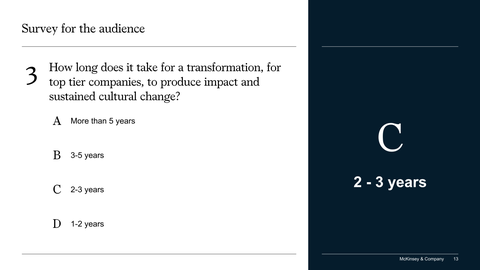 Survey for the audience
3
How long does it take for a transformation, for
top tier companies, to produce impact and
sustained cultural change?
A More than 5 years
B 3-5 years
C 2-3 years
D 1-2 years
C
2 - 3 years
McKinsey & Company 13